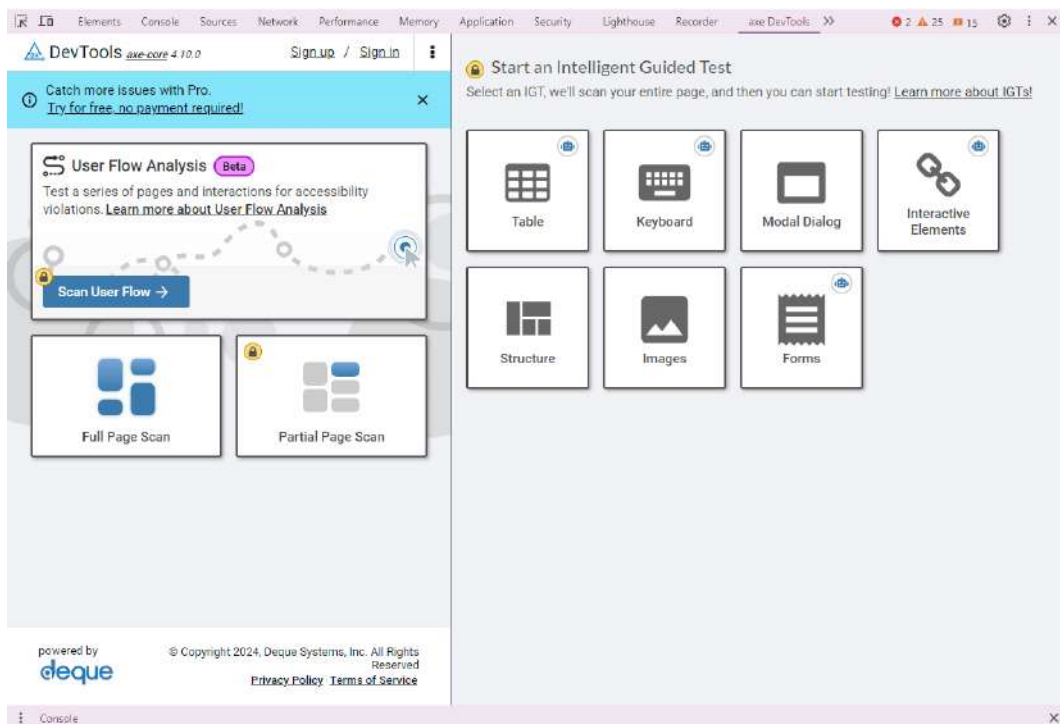 Elements Console Sources Network Performance Memory Application Security Lighthouse Recorder axe DevTools 2 25 15
DevTools axe-core 4.10.0 Sign up / Sign in
Catch more issues with Pro.
Try for free, no payment required!
User Flow Analysis Beta
Test a series of pages and interactions for accessibility
violations. Learn more about User Flow Analysis
Scan User Flow →
Full Page Scan
Partial Page Scan
powered by
deque
© Copyright 2024, Deque Systems, Inc. All Rights
Reserved
Privacy Policy Terms of Service
Start an Intelligent Guided Test
Select an IGT, we'll scan your entire page, and then you can start testing! Learn more about IGTs!
Table
Keyboard
Modal Dialog
Interactive
Elements
Structure
Images
Forms
Console